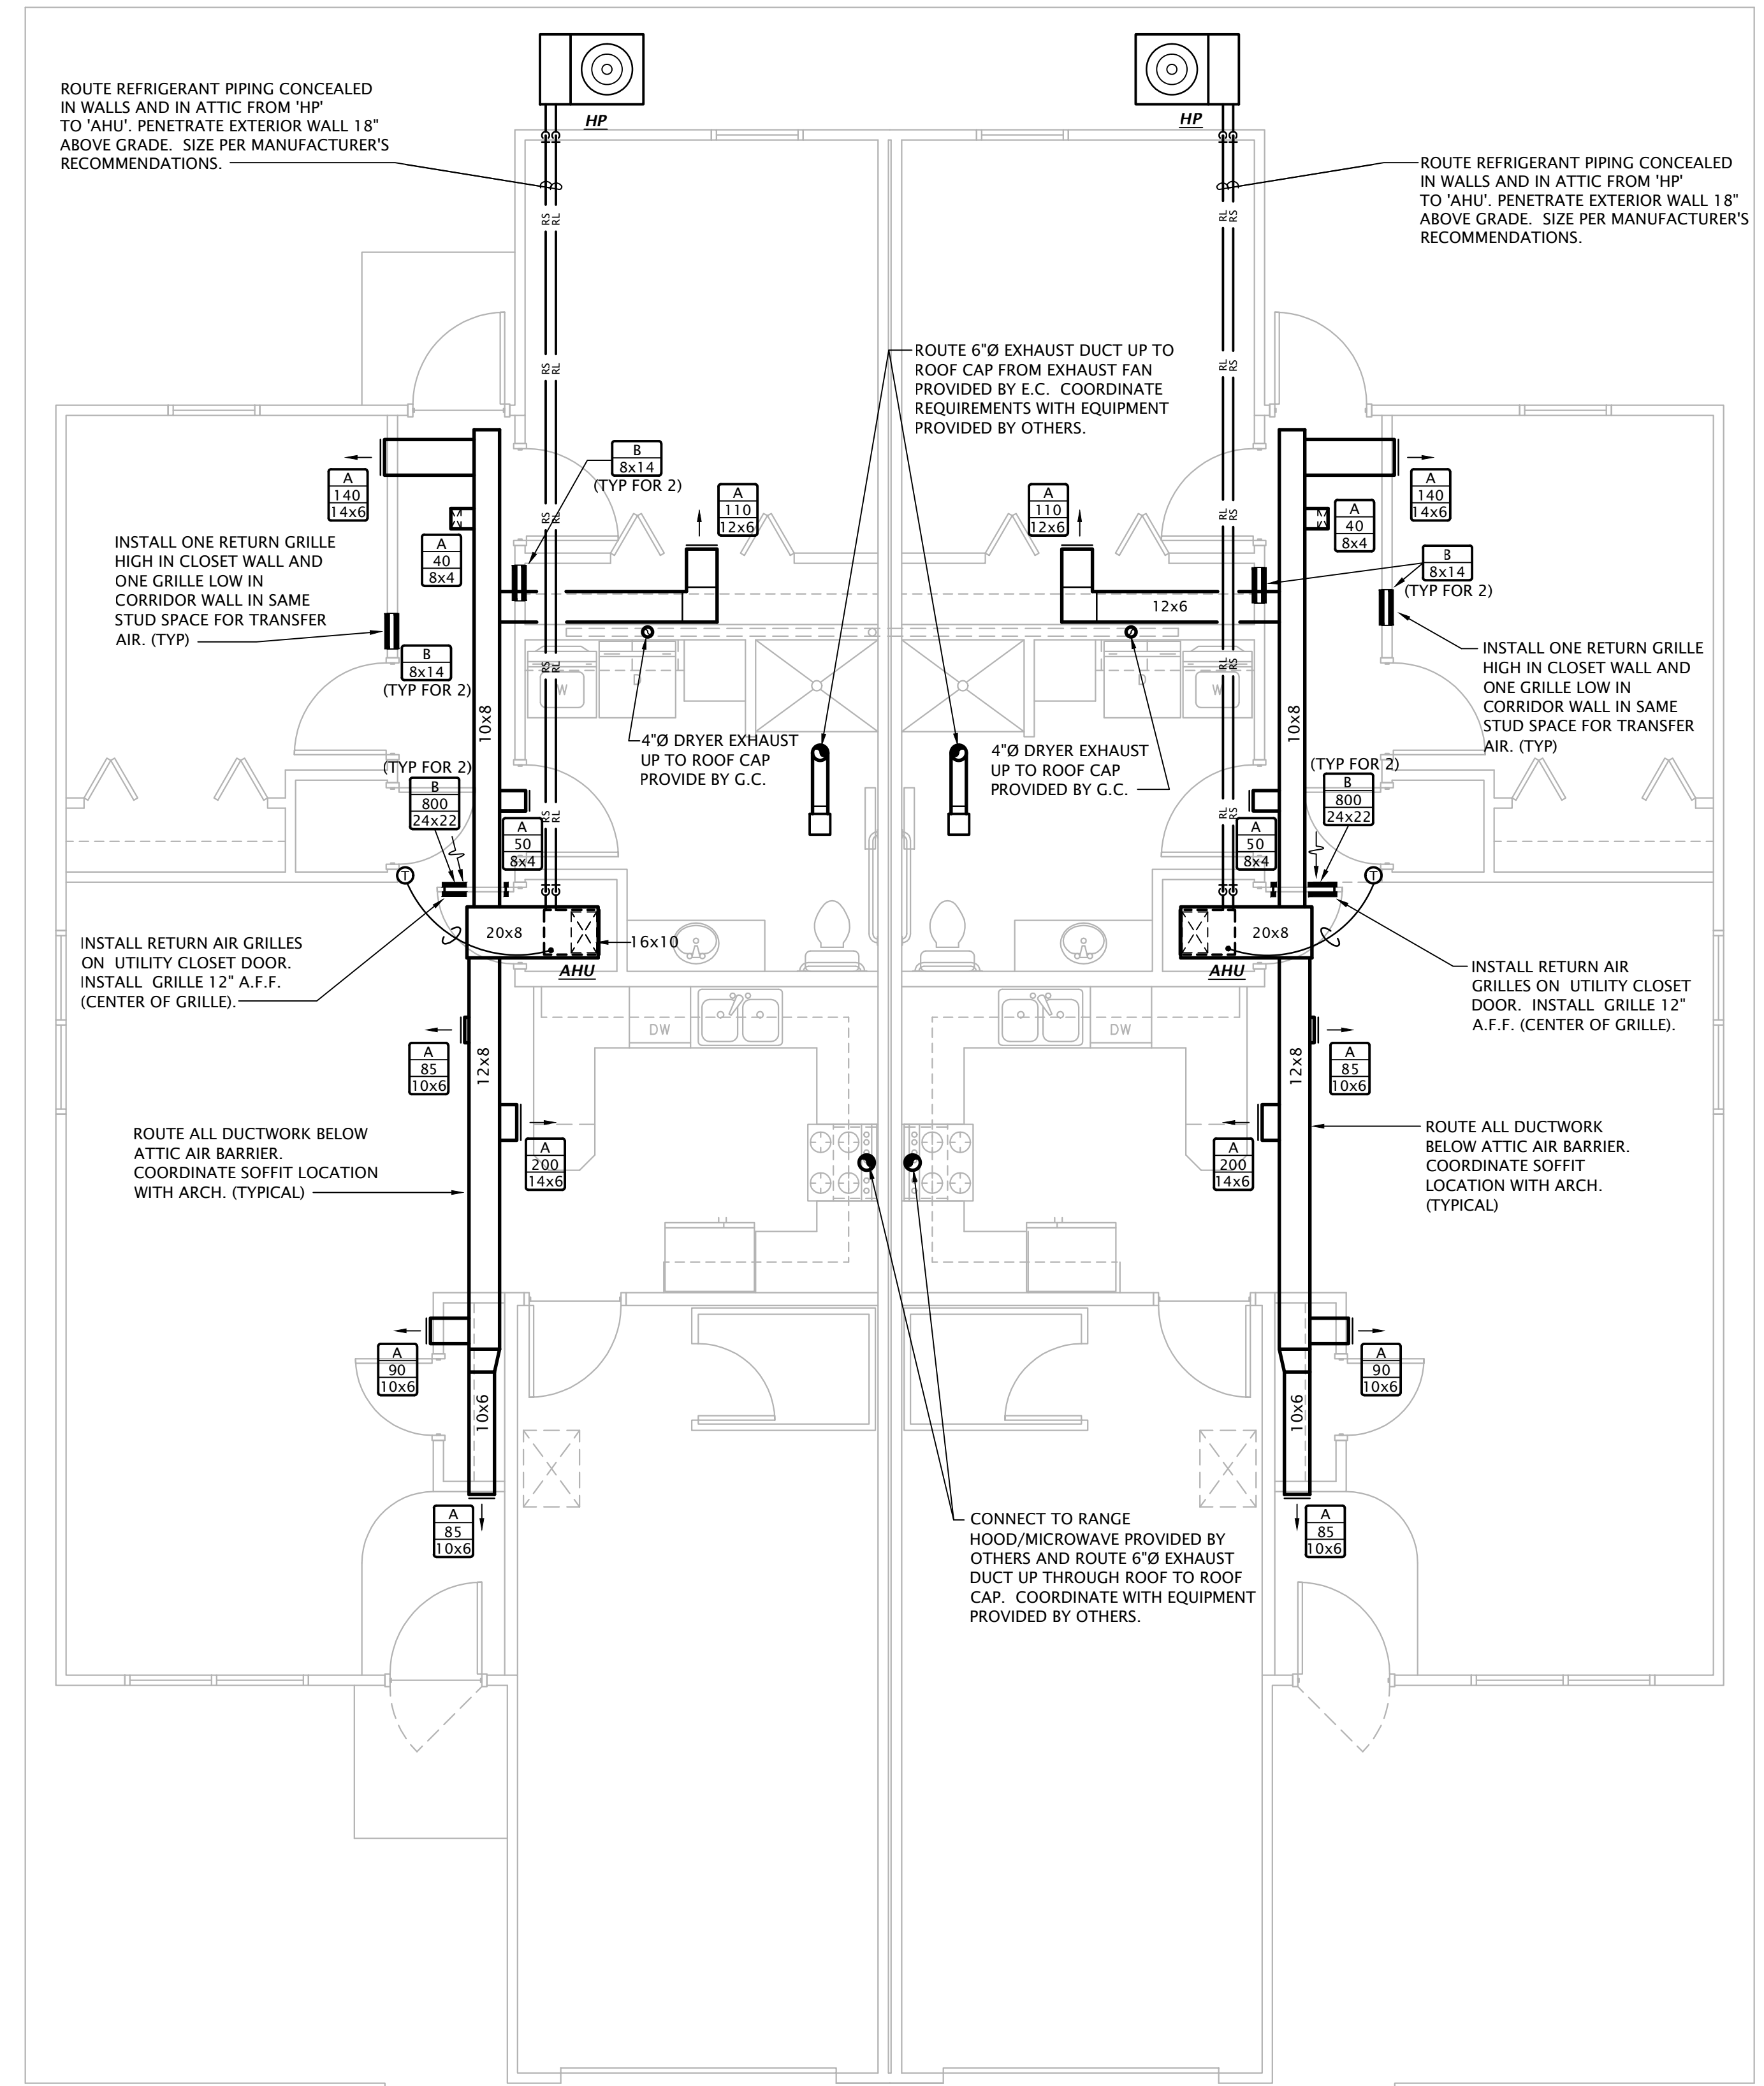 ROUTE REFRIGERANT PIPING CONCEALED
IN WALLS AND IN ATTIC FROM 'HP'
TO 'AHU'. PENETRATE EXTERIOR WALL 18"
ABOVE GRADE.  SIZE PER MANUFACTURER'S
RECOMMENDATIONS.
HP
HP
ROUTE REFRIGERANT PIPING CONCEALED
IN WALLS AND IN ATTIC FROM 'HP'
TO 'AHU'. PENETRATE EXTERIOR WALL 18"
ABOVE GRADE.  SIZE PER MANUFACTURER'S
RECOMMENDATIONS.
RS
RL
RL
RS
RS
RL
RL
RS
ROUTE 6"Ø EXHAUST DUCT UP TO
ROOF CAP FROM EXHAUST FAN
PROVIDED BY E.C.  COORDINATE
REQUIREMENTS WITH EQUIPMENT
PROVIDED BY OTHERS.
A
140
14x6
B
8x14
(TYP FOR 2)
A
110
12x6
A
110
12x6
A
140
14x6
RS
RL
RL
RS
A
40
8x4
A
40
8x4
INSTALL ONE RETURN GRILLE
HIGH IN CLOSET WALL AND
ONE GRILLE LOW IN
CORRIDOR WALL IN SAME
STUD SPACE FOR TRANSFER
AIR. (TYP)
B
8x14
(TYP FOR 2)
12x6
B
8x14
(TYP FOR 2)
INSTALL ONE RETURN GRILLE
HIGH IN CLOSET WALL AND
ONE GRILLE LOW IN
CORRIDOR WALL IN SAME
STUD SPACE FOR TRANSFER
AIR. (TYP)
RS
RL
RL
RS
W
D
D
W
10x8
10x8
4"Ø DRYER EXHAUST
UP TO ROOF CAP
PROVIDE BY G.C.
4"Ø DRYER EXHAUST
UP TO ROOF CAP
PROVIDED BY G.C.
(TYP FOR 2)
B
800
24x22
(TYP FOR 2)
B
800
24x22
A
50
8x4
RS
RL
RL
RS
A
50
8x4
T
T
20x8
16x10
AHU
20x8
AHU
INSTALL RETURN AIR GRILLES
ON  UTILITY CLOSET DOOR.
INSTALL  GRILLE 12" A.F.F.
(CENTER OF GRILLE).
INSTALL RETURN AIR
GRILLES ON  UTILITY CLOSET
DOOR.  INSTALL  GRILLE 12"
A.F.F. (CENTER OF GRILLE).
DW
DW
A
85
10x6
12x8
12x8
A
85
10x6
ROUTE ALL DUCTWORK BELOW
ATTIC AIR BARRIER.
COORDINATE SOFFIT LOCATION
WITH ARCH. (TYPICAL)
A
200
14x6
A
200
14x6
ROUTE ALL DUCTWORK
BELOW ATTIC AIR BARRIER.
COORDINATE SOFFIT
LOCATION WITH ARCH.
(TYPICAL)
A
90
10x6
A
90
10x6
10x6
10x6
A
85
10x6
A
85
10x6
CONNECT TO RANGE
HOOD/MICROWAVE PROVIDED BY
OTHERS AND ROUTE 6"Ø EXHAUST
DUCT UP THROUGH ROOF TO ROOF
CAP.  COORDINATE WITH EQUIPMENT
PROVIDED BY OTHERS.